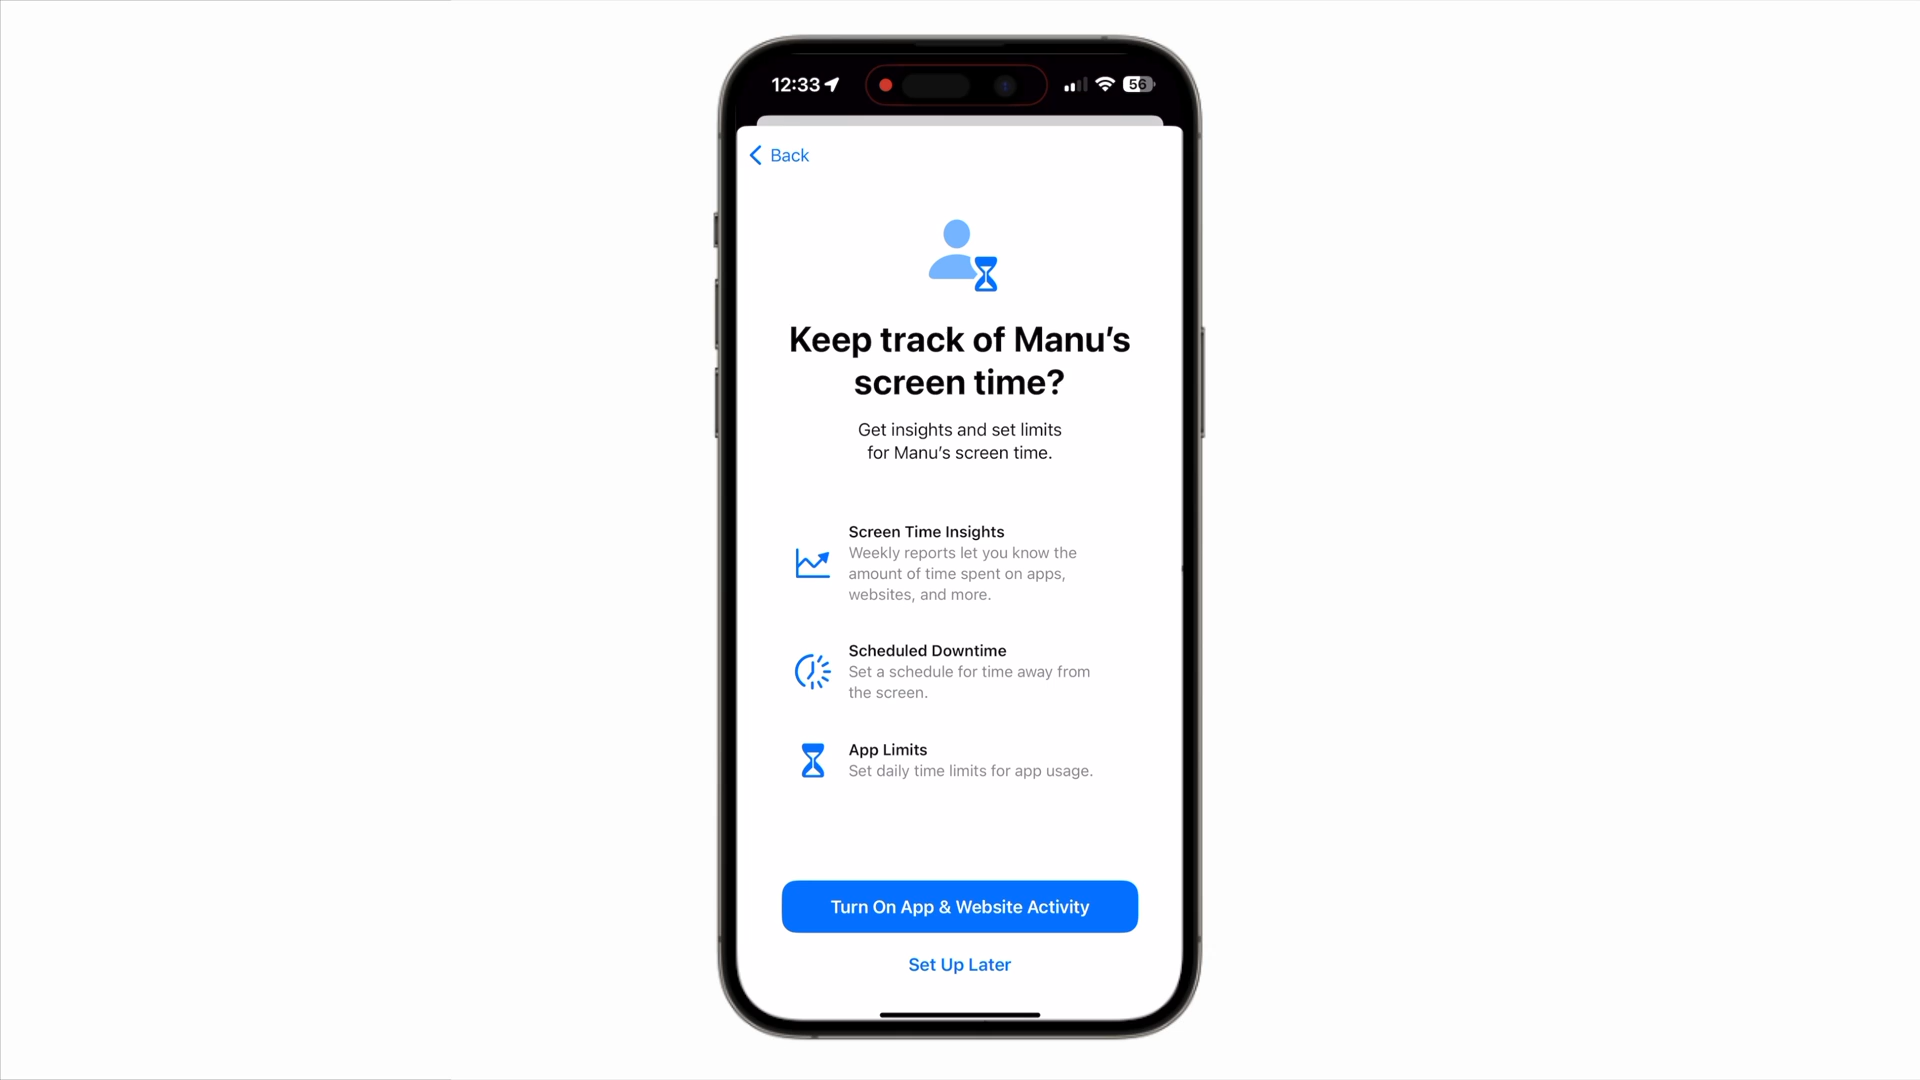 12:33
56
Back
Keep track of Manu’s
screen time?
Get insights and set limits
for Manu’s screen time.
Screen Time Insights
Weekly reports let you know the
amount of time spent on apps,
websites, and more.
Scheduled Downtime
Set a schedule for time away from
the screen.
App Limits
Set daily time limits for app usage.
Turn On App & Website Activity
Set Up Later